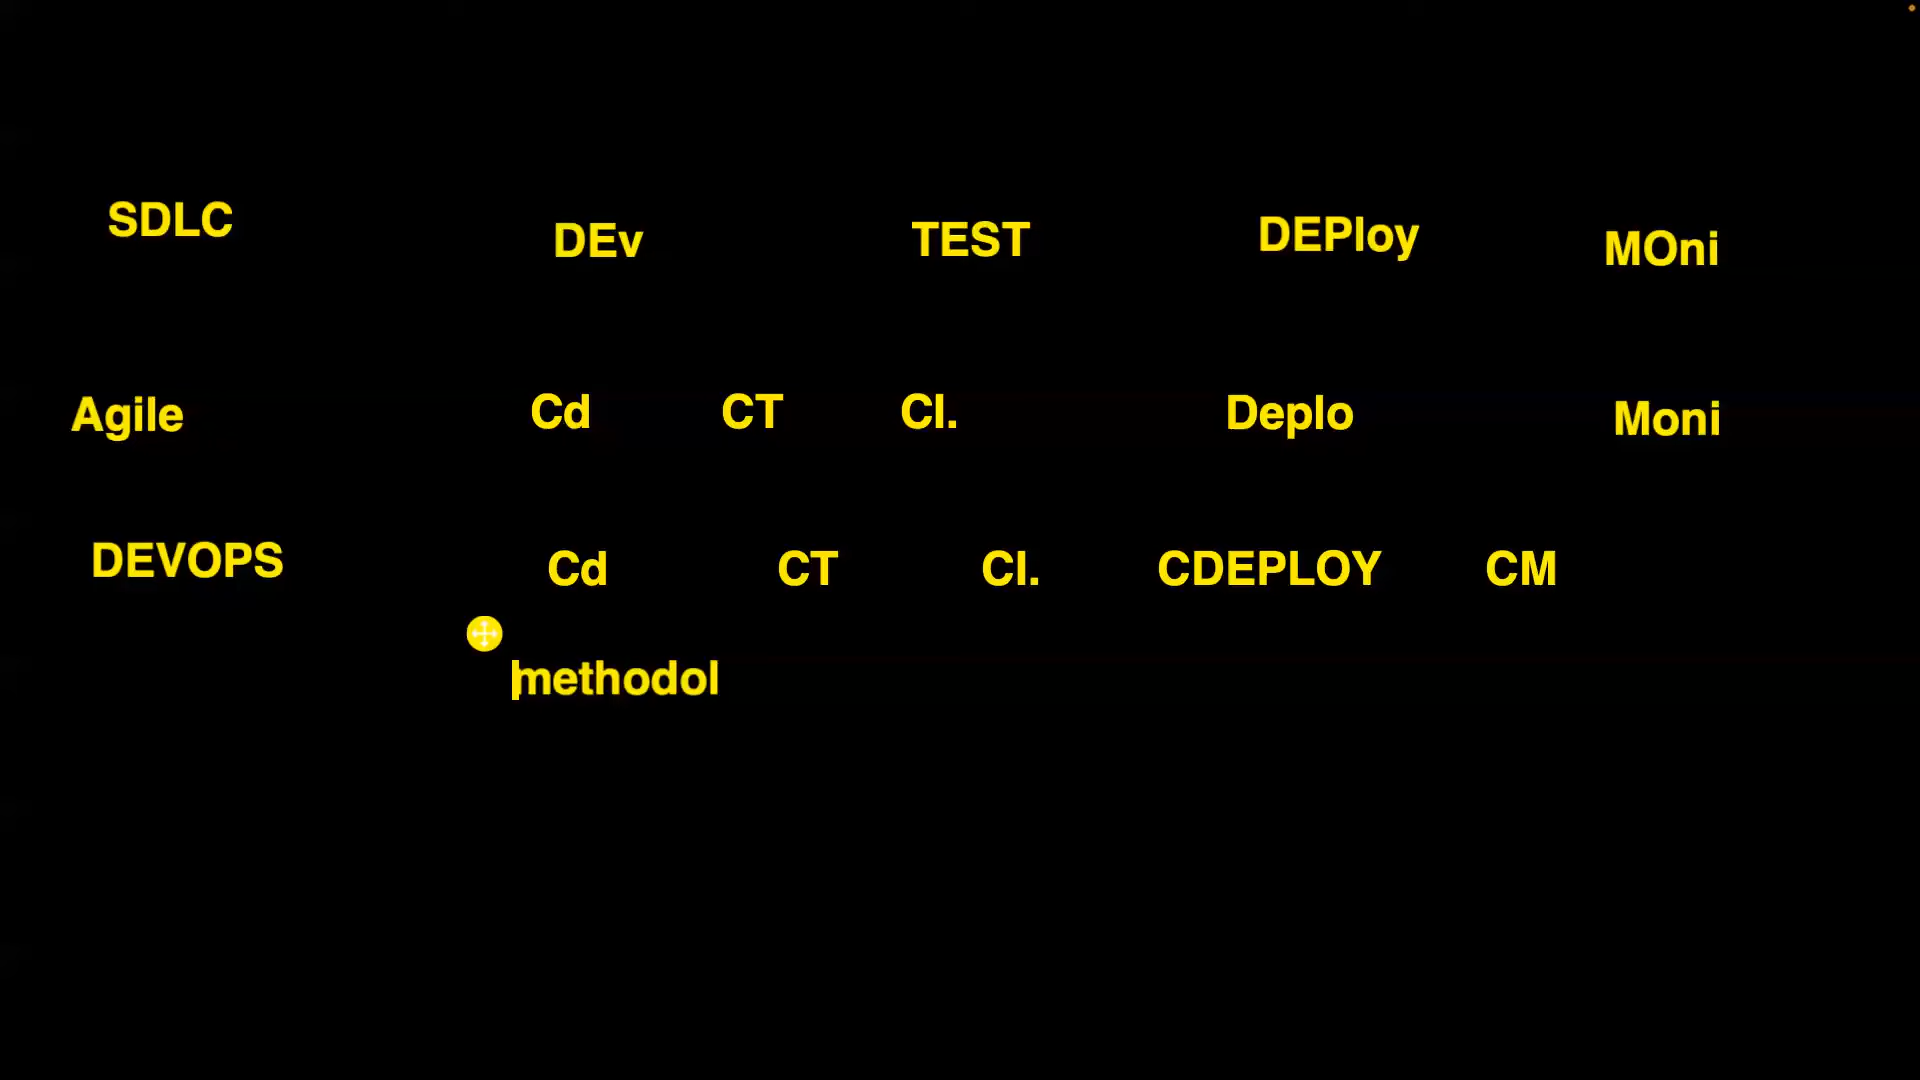 SDLC DEv TEST DEPloy MOni
Agile Cd CT CI. Deplo Moni
DEVOPS Cd CT CI. CDEPLOY CM
methodol